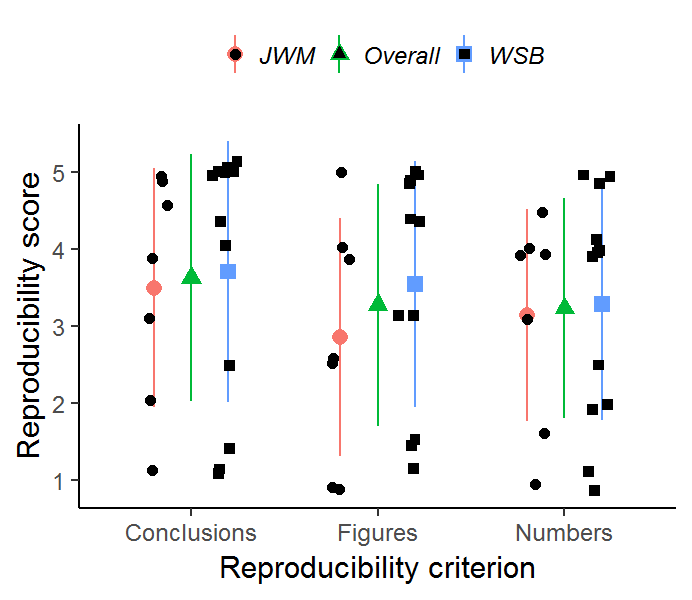 JWM Overall WSB
Reproducibility score
5
4
3
2
1
Conclusions Figures Numbers
Reproducibility criterion